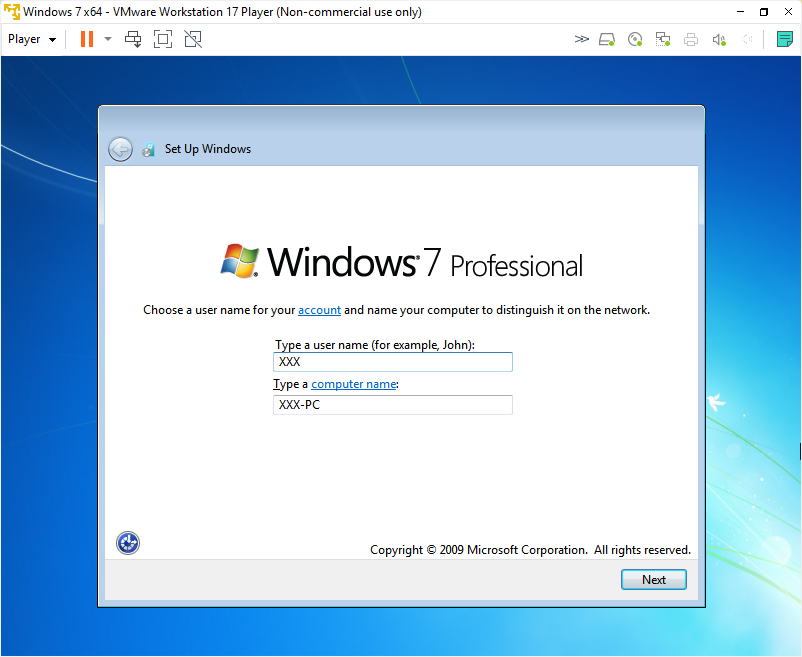 Windows 7 x64 - VMware Workstation 17 Player (Non-commercial use only)
Player
Set Up Windows
Windows 7 Professional
Choose a user name for your account and name your computer to distinguish it on the network.
Type a user name (for example, John):
XXX
Type a computer name:
XXX-PC
Copyright © 2009 Microsoft Corporation. All rights reserved.
Next